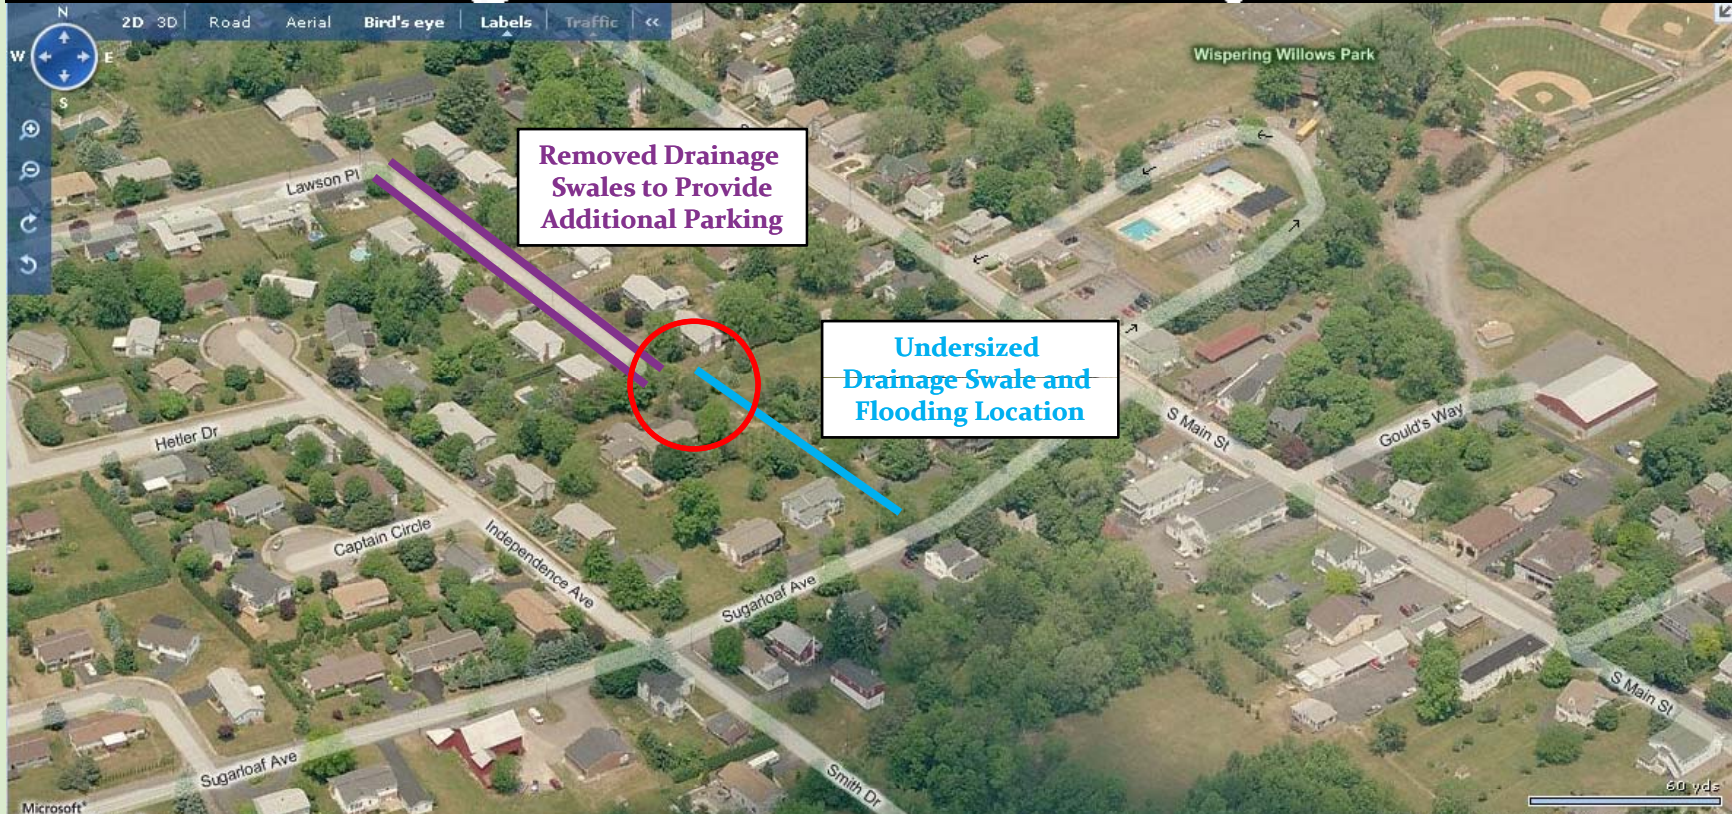 N
2D 3D Road Aerial Bird's eye Labels Traffic «
W E
S
Wispering Willows Park
Removed Drainage
Swales to Provide
Additional Parking
Lawson Pl
Undersized
Drainage Swale and
Flooding Location
S Main St
Gould's Way
Hetler Dr
Captain Circle
Independence Ave
Sugarloaf Ave
S Main St
Sugarloaf Ave
Smith Dr
60 yds
Microsoft®